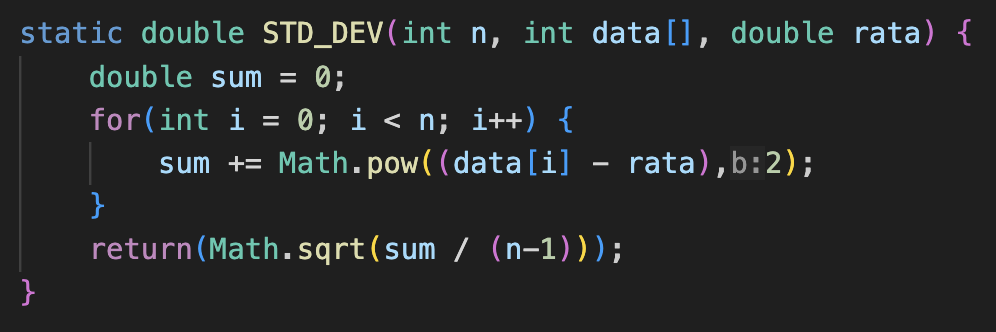 static double STD_DEV(int n, int data[], double rata) {
    double sum = 0;
    for(int i = 0; i < n; i++) {
        sum += Math.pow((data[i] - rata),b:2);
    }
    return(Math.sqrt(sum / (n-1)));
}